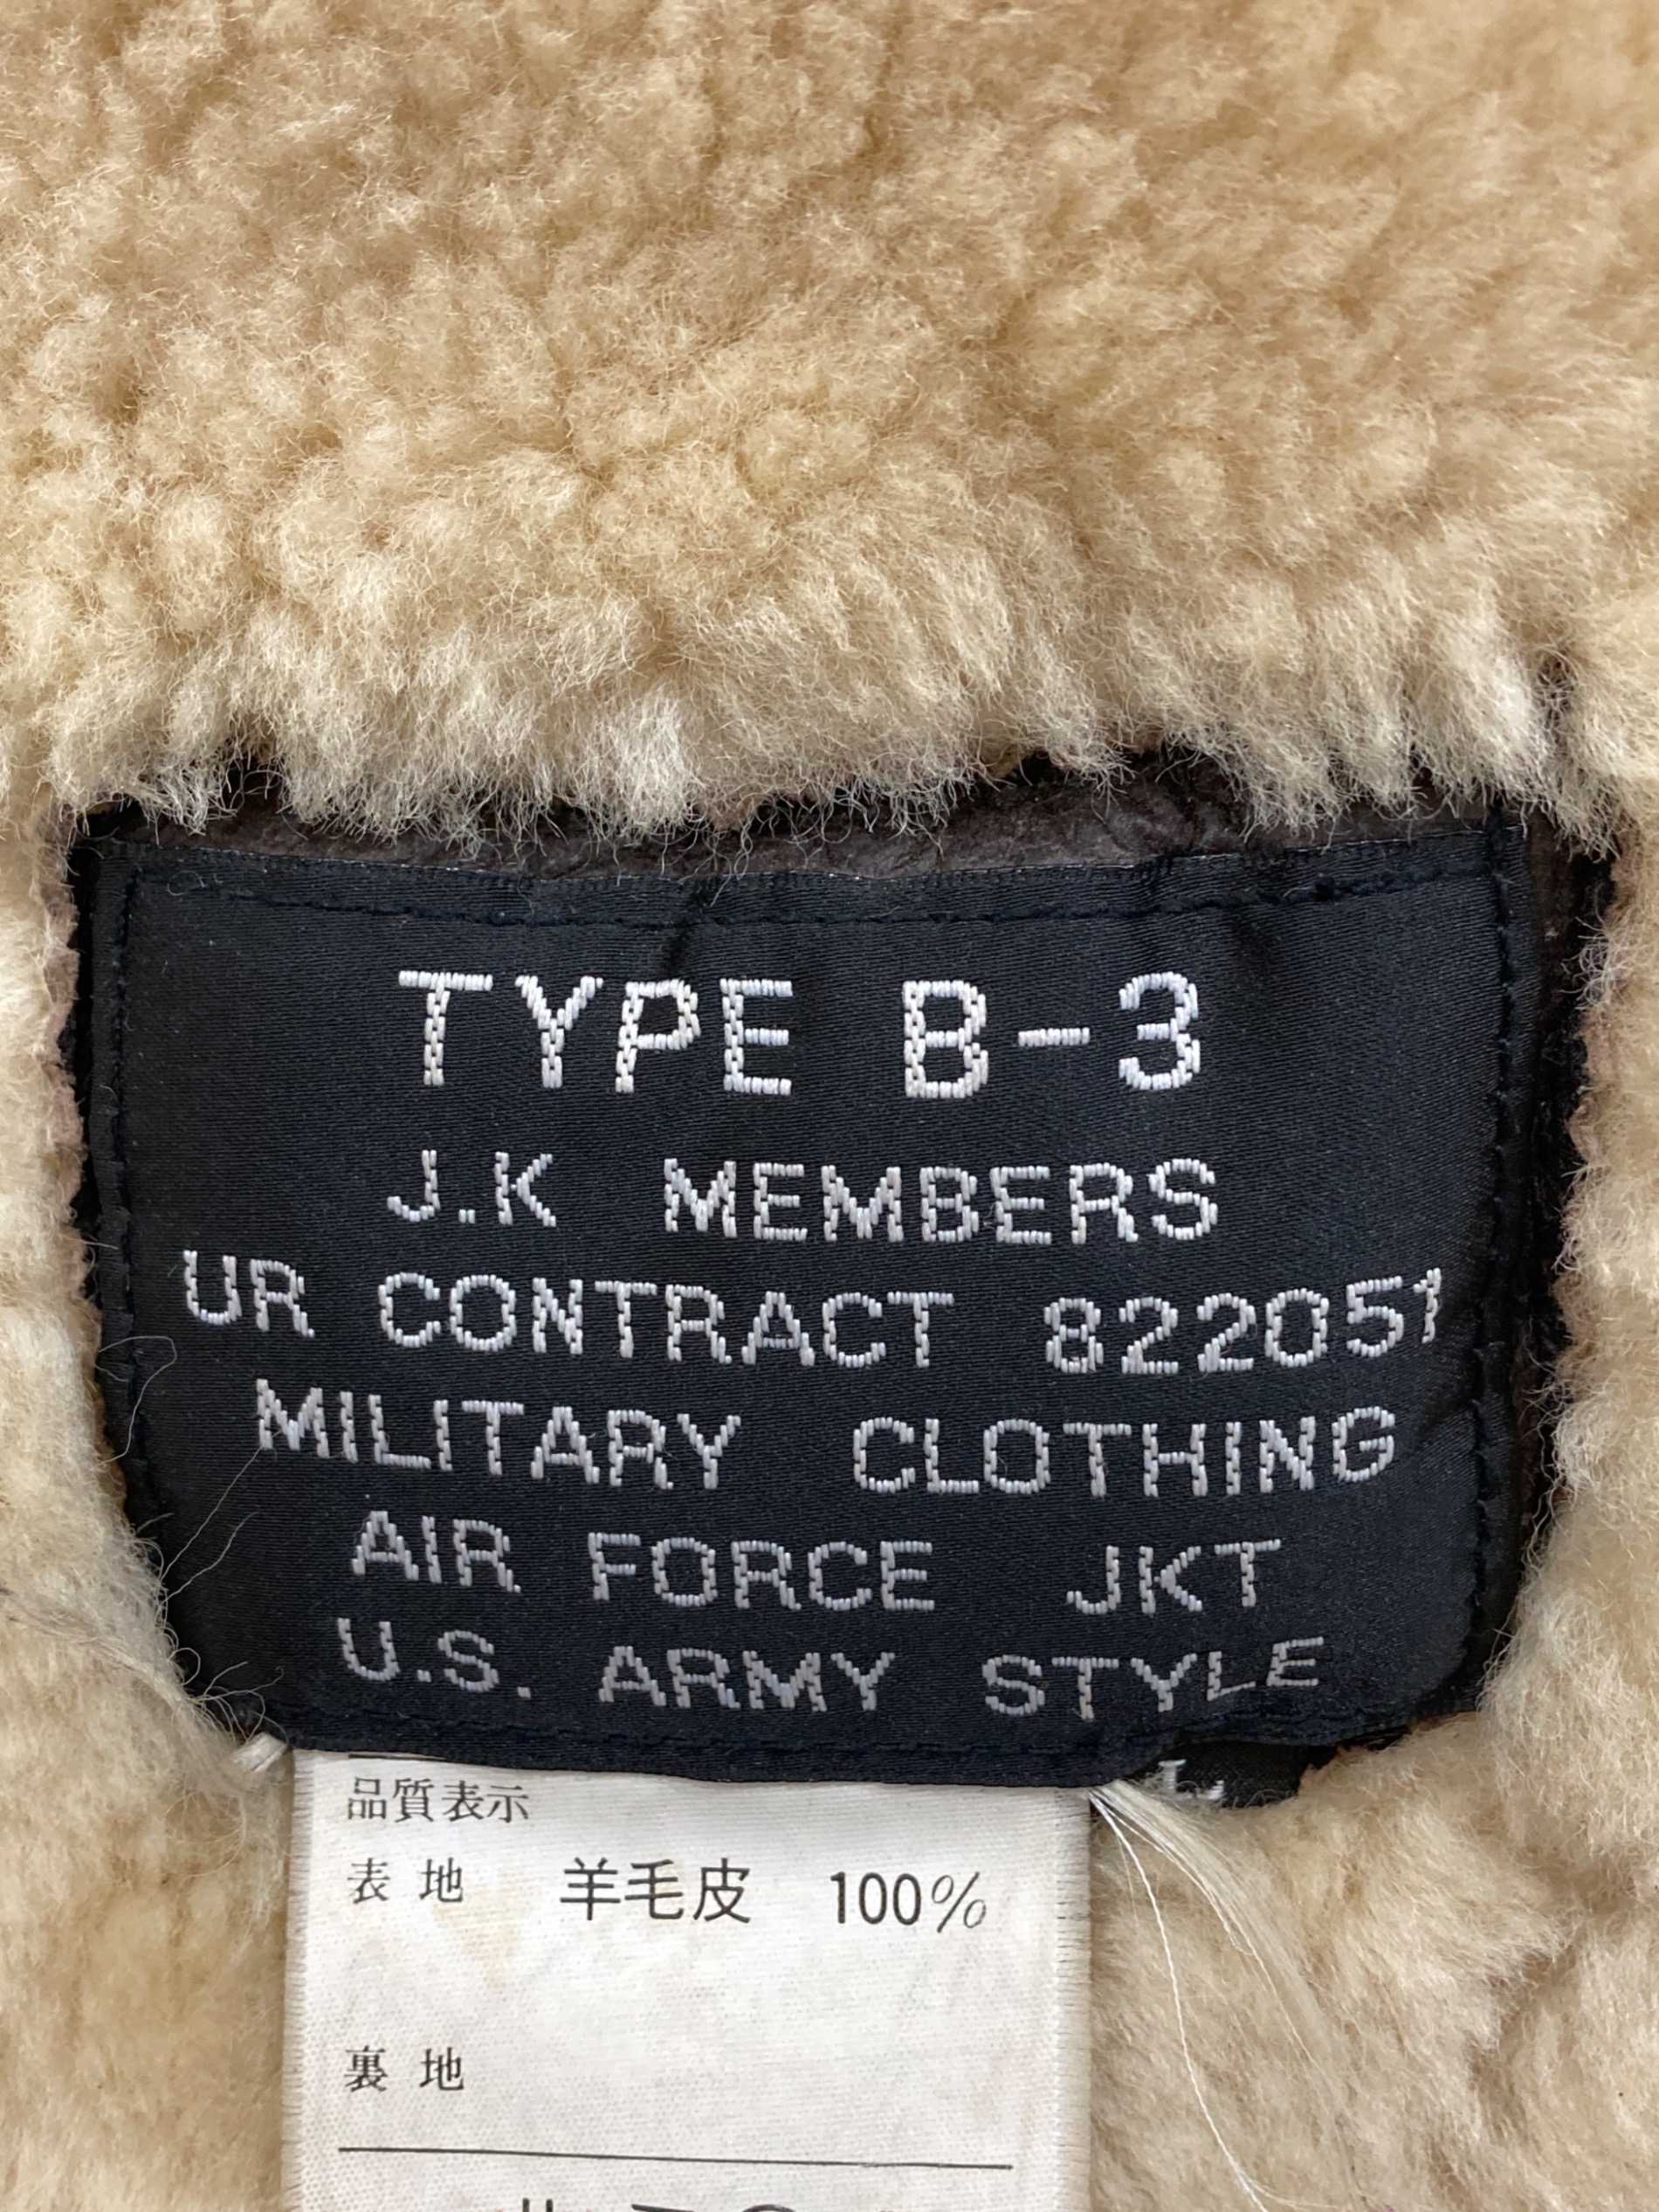 TYPE B-3
J.K MEMBERS
UR CONTRACT 822051
MILITARY CLOTHING
AIR FORCE JKT
U.S. ARMY STYLE
L
品質表示
表地 羊毛皮 100%
裏地